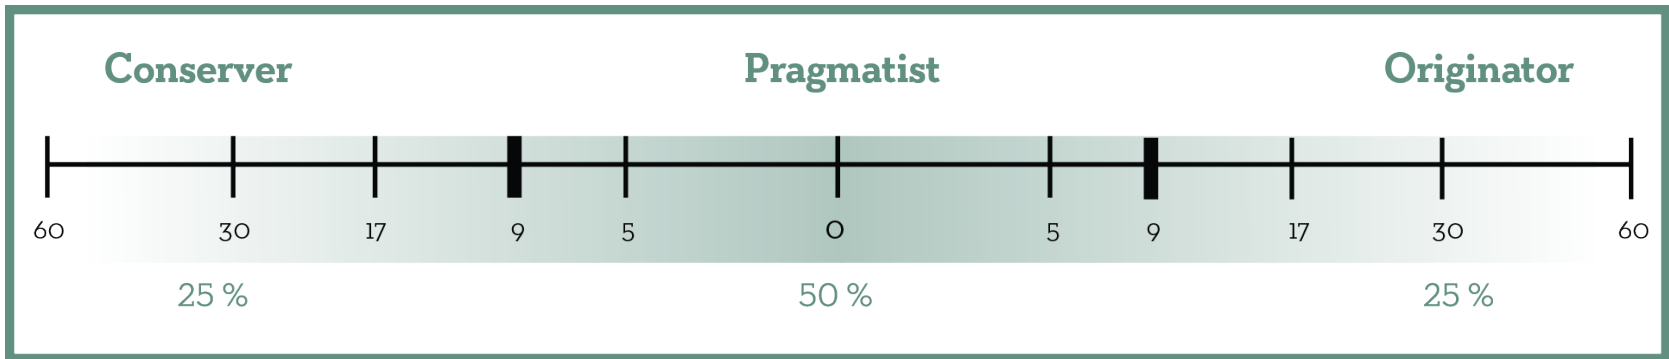 Conserver Pragmatist Originator
60 30 17 9 5 0 5 9 17 30 60
25 % 50 % 25 %